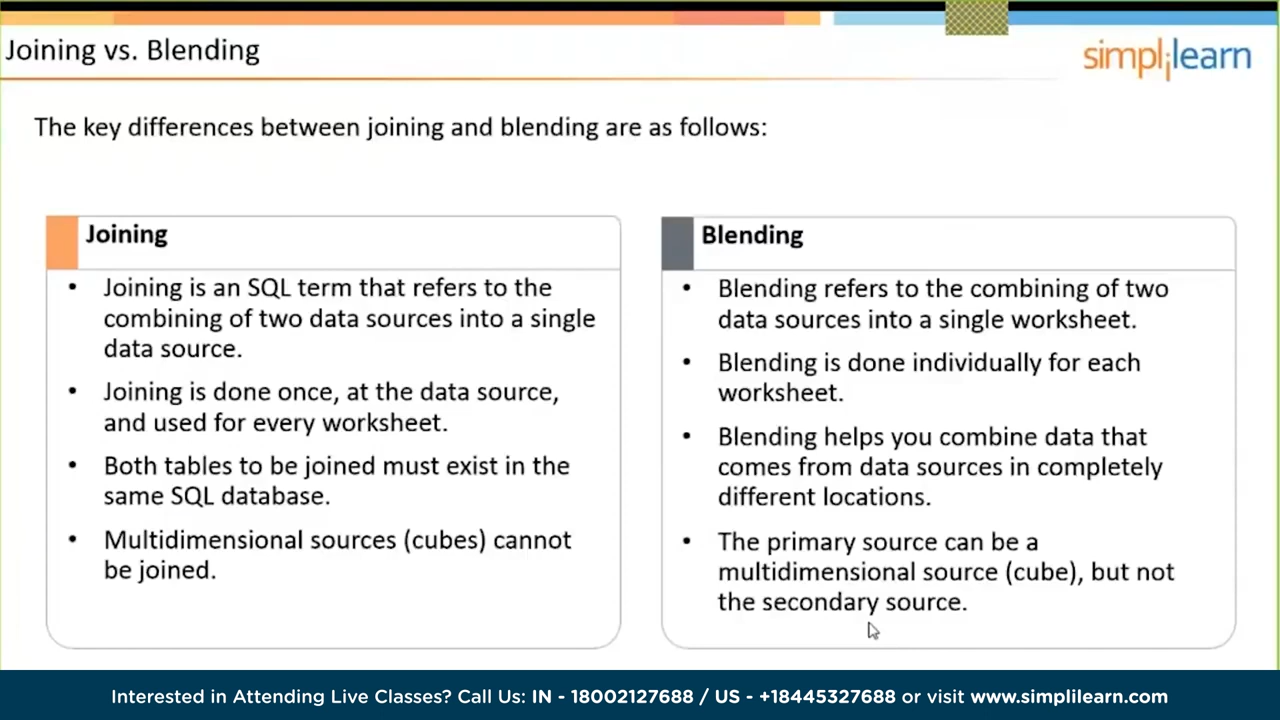 Joining vs. Blending
simplilearn
The key differences between joining and blending are as follows:
Joining
• Joining is an SQL term that refers to the
combining of two data sources into a single
data source.
• Joining is done once, at the data source,
and used for every worksheet.
• Both tables to be joined must exist in the
same SQL database.
• Multidimensional sources (cubes) cannot
be joined.
Blending
• Blending refers to the combining of two
data sources into a single worksheet.
• Blending is done individually for each
worksheet.
• Blending helps you combine data that
comes from data sources in completely
different locations.
• The primary source can be a
multidimensional source (cube), but not
the secondary source.
Interested in Attending Live Classes? Call Us: IN - 18002127688 / US - +18445327688 or visit www.simplilearn.com